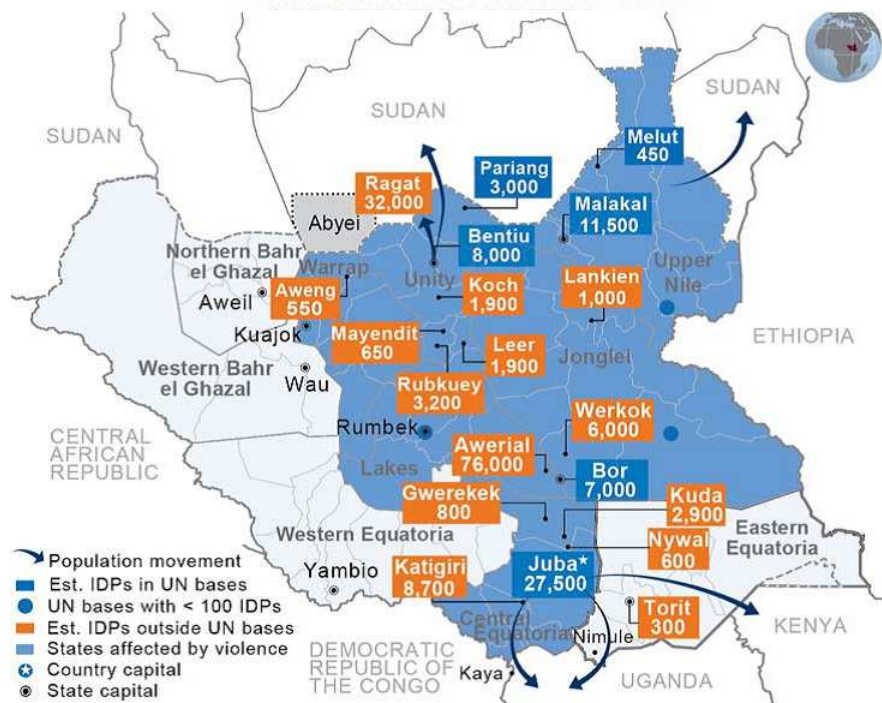 SUDAN
SUDAN
SUDAN
Melut
450
Pariang
3,000
Ragat
32,000
Malakal
11,500
Abyei
Bentiu
8,000
Northern Bahr
el Ghazal
Warrap
Unity
Upper
Nile
Aweng
550
Koch
1,900
Lankien
1,000
Aweil
Kuajok
Mayendit
650
Leer
1,900
Jonglei
ETHIOPIA
Western Bahr
el Ghazal
Wau
Rubkuey
3,200
CENTRAL
AFRICAN
REPUBLIC
Rumbek
Werkok
6,000
Awerial
76,000
Lakes
Bor
7,000
Gwerekek
800
Kuda
2,900
Western Equatoria
Eastern
Equatoria
Nywal
600
Yambio
Katigiri
8,700
Juba
27,500
Torit
300
Central
Equatoria
Nimule
KENYA
DEMOCRATIC
REPUBLIC OF
THE CONGO
Kaya
UGANDA
Population movement
Est. IDPs in UN bases
UN bases with < 100 IDPs
Est. IDPs outside UN bases
States affected by violence
Country capital
State capital